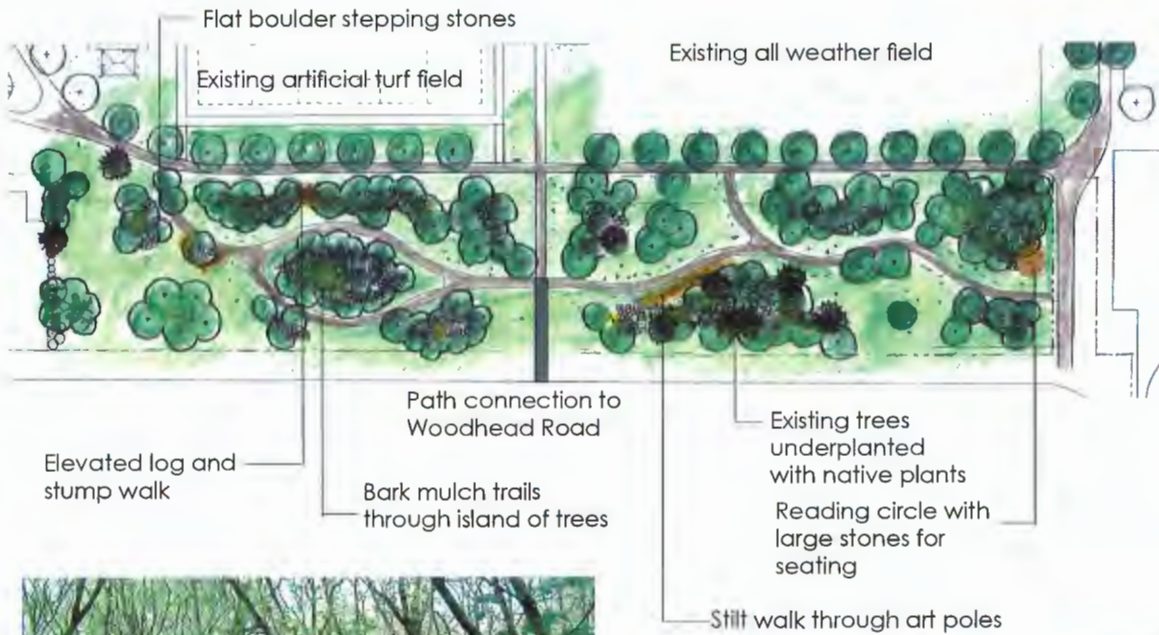 Flat boulder stepping stones
Existing artificial turf field
Existing all weather field
Path connection to
Woodhead Road
Elevated log and
stump walk
Bark mulch trails
through island of trees
Existing trees
underplanted
with native plants
Reading circle with
large stones for
seating
Stilt walk through art poles